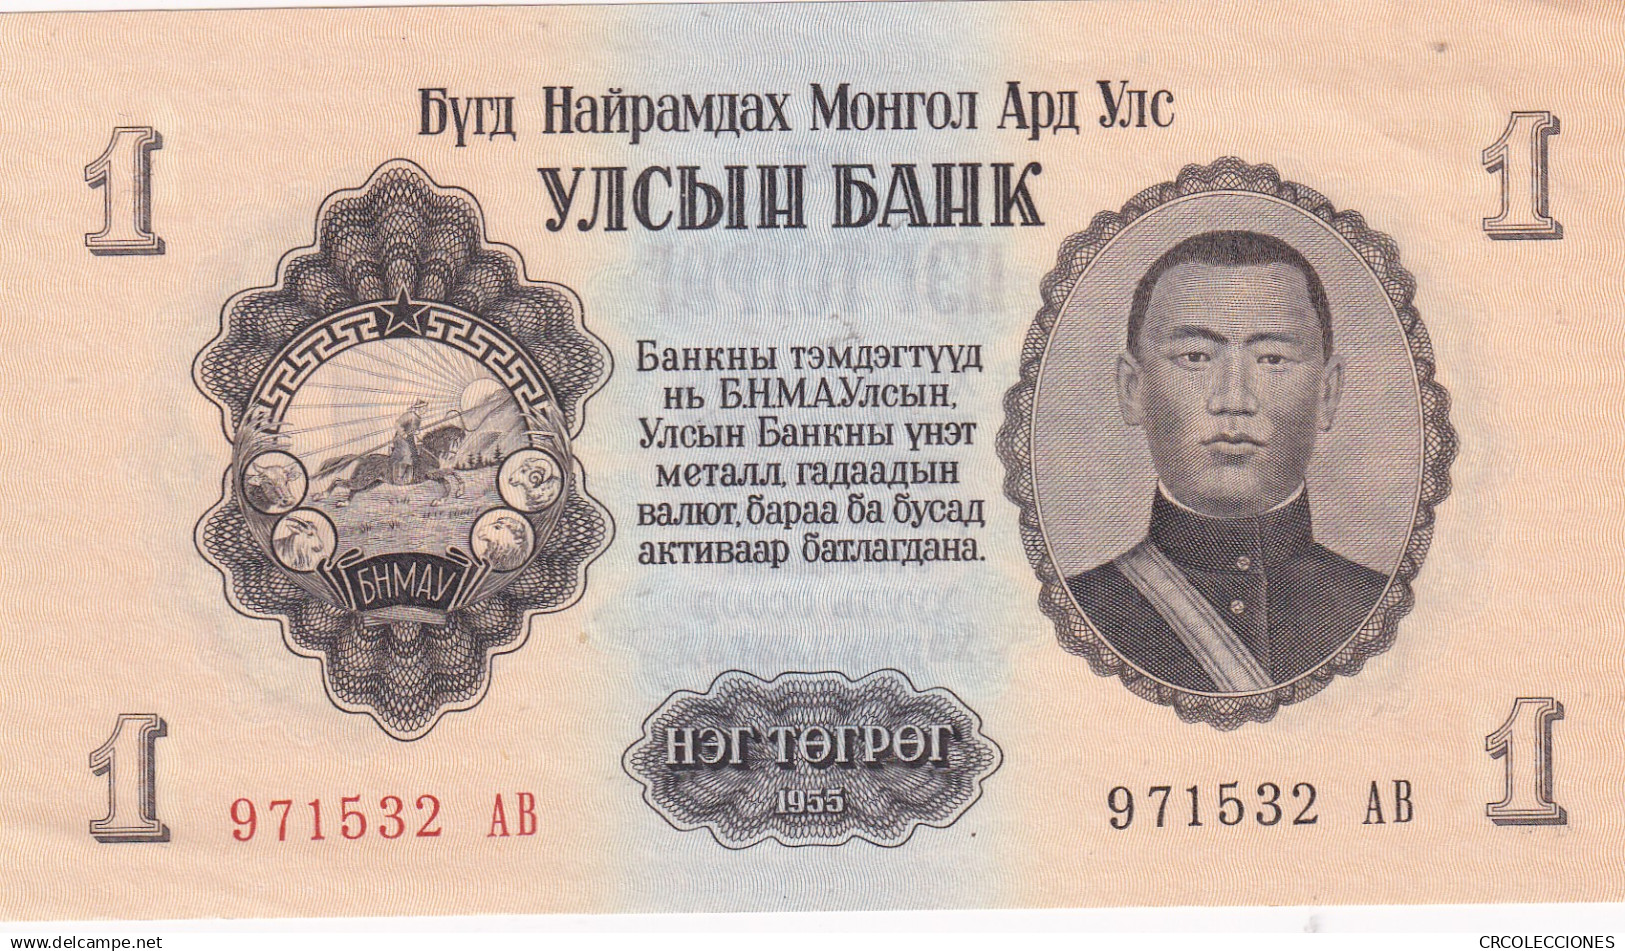 Бүгд Найрамдах Монгол Ард Улс
УЛСЫН БАНК
1
1
Банкны тэмдэгтүүд
нь Б.Н.М.А.Улсын,
Улсын Банкны үнэт
металл, гадаадын
валют, бараа ба бусад
активаар батлагдана.
БНМАУ
НЭГ ТӨГРӨГ
1955
1
1
971532 АВ
971532 АВ
www.delcampe.net
CRCOLECCIONES